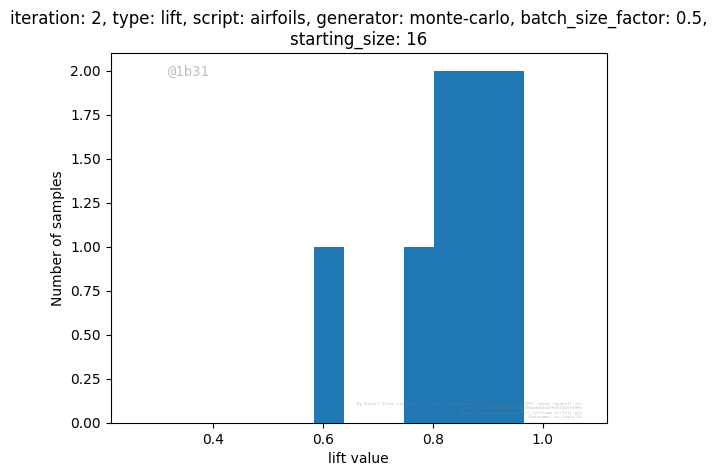 iteration: 2, type: lift, script: airfoils, generator: monte-carlo, batch_size_factor: 0.5,
starting_size: 16
@1b31
2.00
1.75
1.50
1.25
1.00
0.75
0.50
0.25
0.00
Number of samples
0.4 0.6 0.8 1.0
lift value